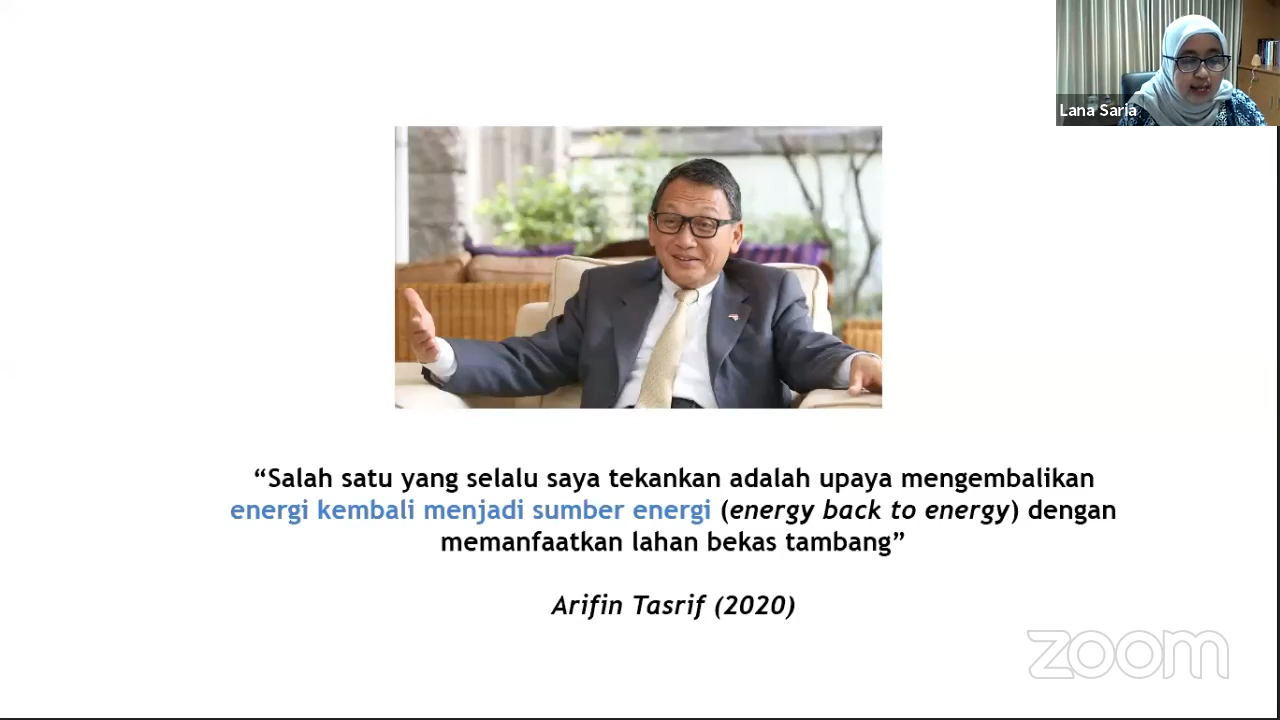 Lana Saria
“Salah satu yang selalu saya tekankan adalah upaya mengembalikan
energi kembali menjadi sumber energi (energy back to energy) dengan
memanfaatkan lahan bekas tambang”
Arifin Tasrif (2020)
zoom